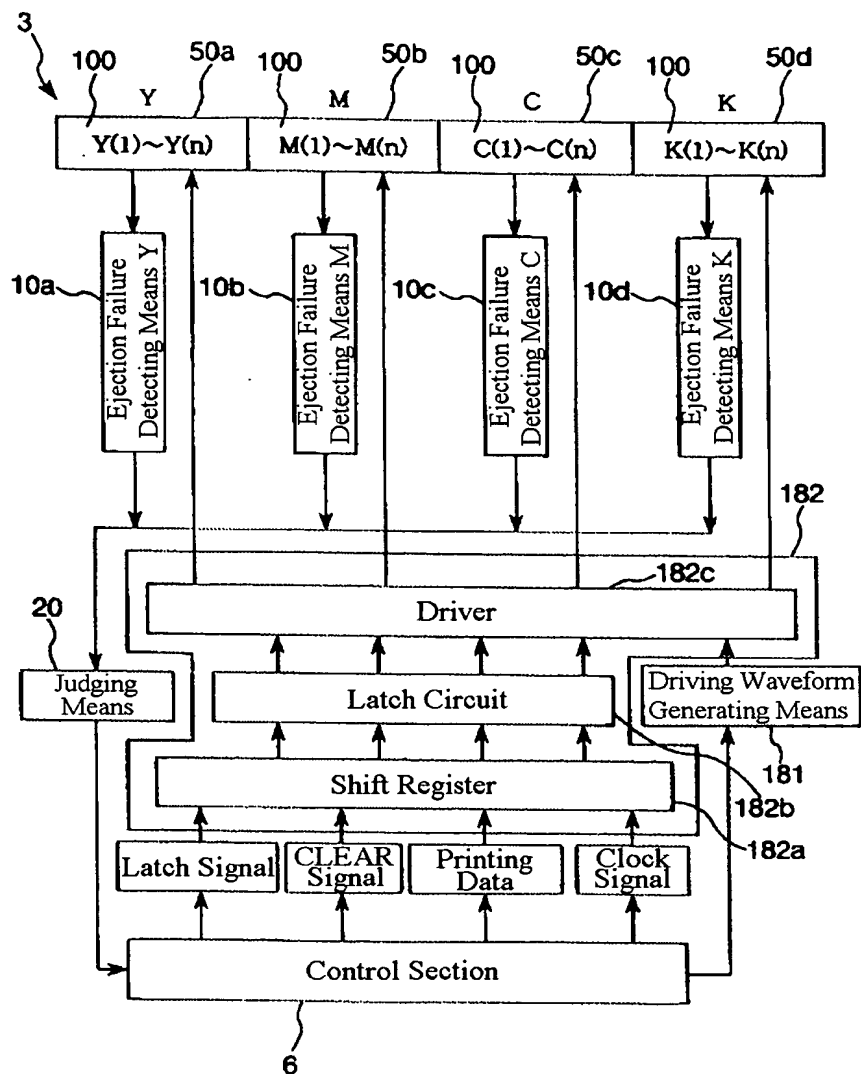 3
100 50a 100 50b 100 50c 100 50d
Y M C K
Y(1)~Y(n) M(1)~M(n) C(1)~C(n) K(1)~K(n)
10a
Ejection Failure
Detecting Means Y
10b
Ejection Failure
Detecting Means M
10c
Ejection Failure
Detecting Means C
10d
Ejection Failure
Detecting Means K
182
182c
Driver
20
Judging
Means
Latch Circuit
Driving Waveform
Generating Means
181
Shift Register
182b
182a
Latch Signal
CLEAR
Signal
Printing
Data
Clock
Signal
Control Section
6